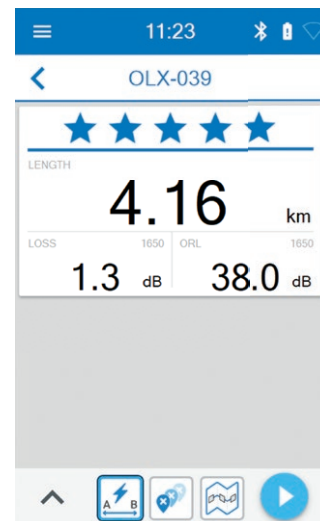 11:23
OLX-039
LENGTH
4.16 km
LOSS 1650 ORL 1650
1.3 dB 38.0 dB
A B